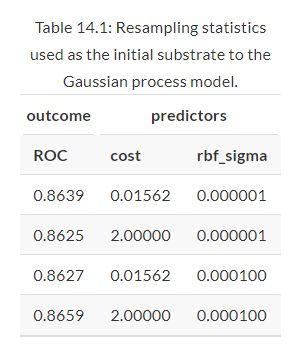 Table 14.1: Resampling statistics
used as the initial substrate to the
Gaussian process model.
outcome predictors
ROC cost rbf_sigma
0.8639 0.01562 0.000001
0.8625 2.00000 0.000001
0.8627 0.01562 0.000100
0.8659 2.00000 0.000100